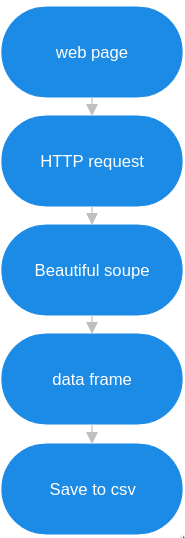 web page
HTTP request
Beautiful soupe
data frame
Save to csv